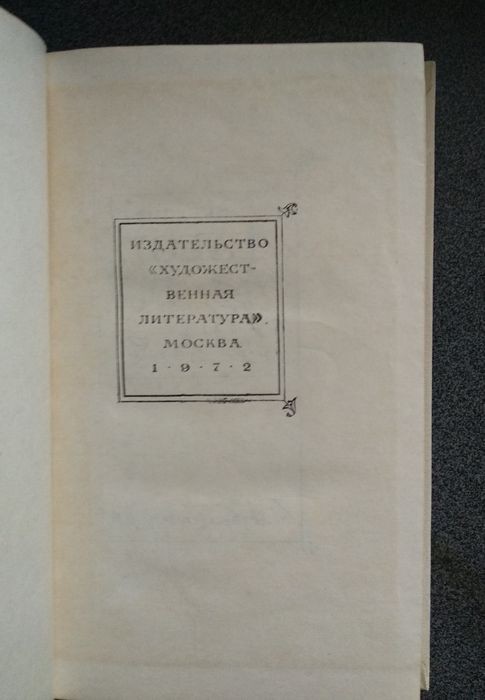 ИЗДАТЕЛЬСТВО
«ХУДОЖЕСТ-
ВЕННАЯ
ЛИТЕРАТУРА».
МОСКВА
1·9·7·2